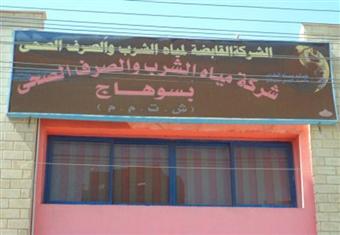 الشركة القابضة لمياه الشرب والصرف الصحى
شركة مياه الشرب والصرف الصحى
بسوهاج
(ش.ت.م.م)